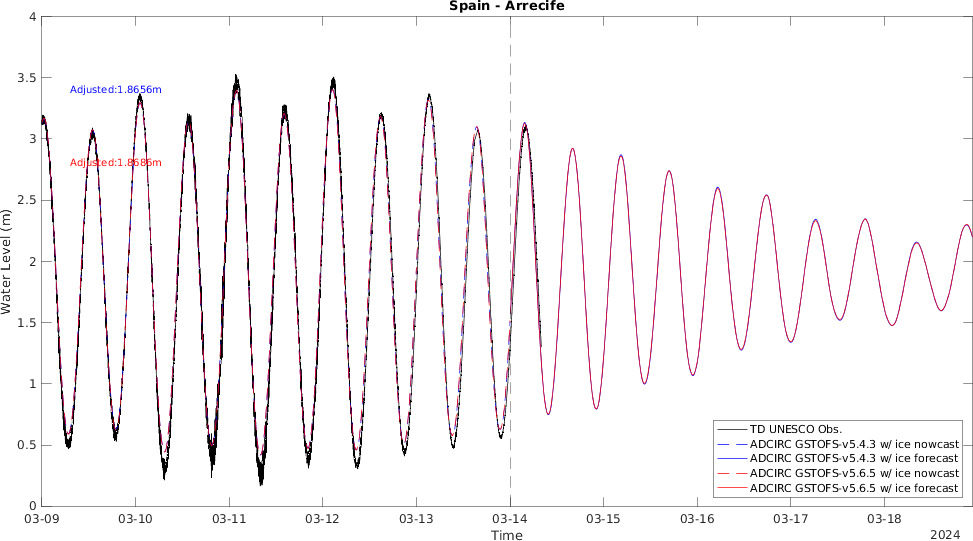 Spain - Arrecife
4
3.5
3
2.5
2
1.5
1
0.5
0
Water Level (m)
Adjusted:1.8656m
Adjusted:1.8686m
TD UNESCO Obs.
ADCIRC GSTOFS-v5.4.3 w/ ice nowcast
ADCIRC GSTOFS-v5.4.3 w/ ice forecast
ADCIRC GSTOFS-v5.6.5 w/ ice nowcast
ADCIRC GSTOFS-v5.6.5 w/ ice forecast
03-09 03-10 03-11 03-12 03-13 03-14 03-15 03-16 03-17 03-18
Time
2024